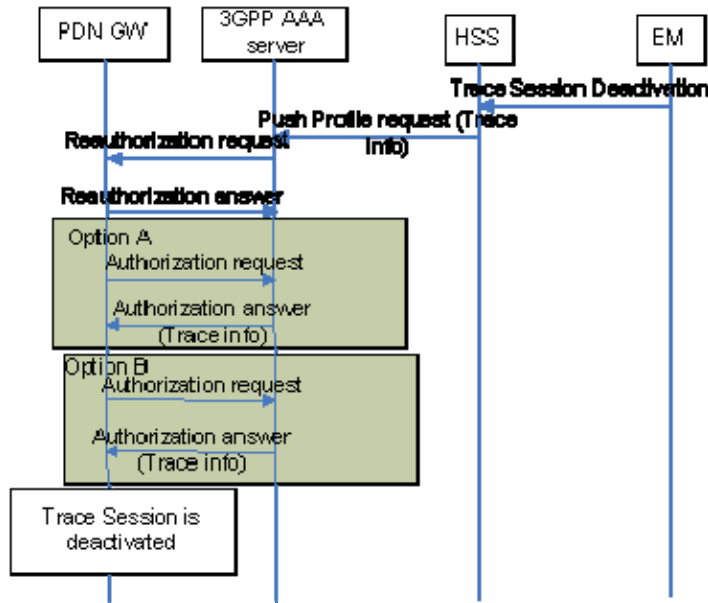 PDN GW
3GPP AAA
server
HSS
EM
Trace Session Deactivation
Push Profile request (Trace
Info)
Reauthorization request
Reauthorization answer
Option A
Authorization request
Authorization answer
(Trace info)
Option B
Authorization request
Authorization answer
(Trace info)
Trace Session is
deactivated